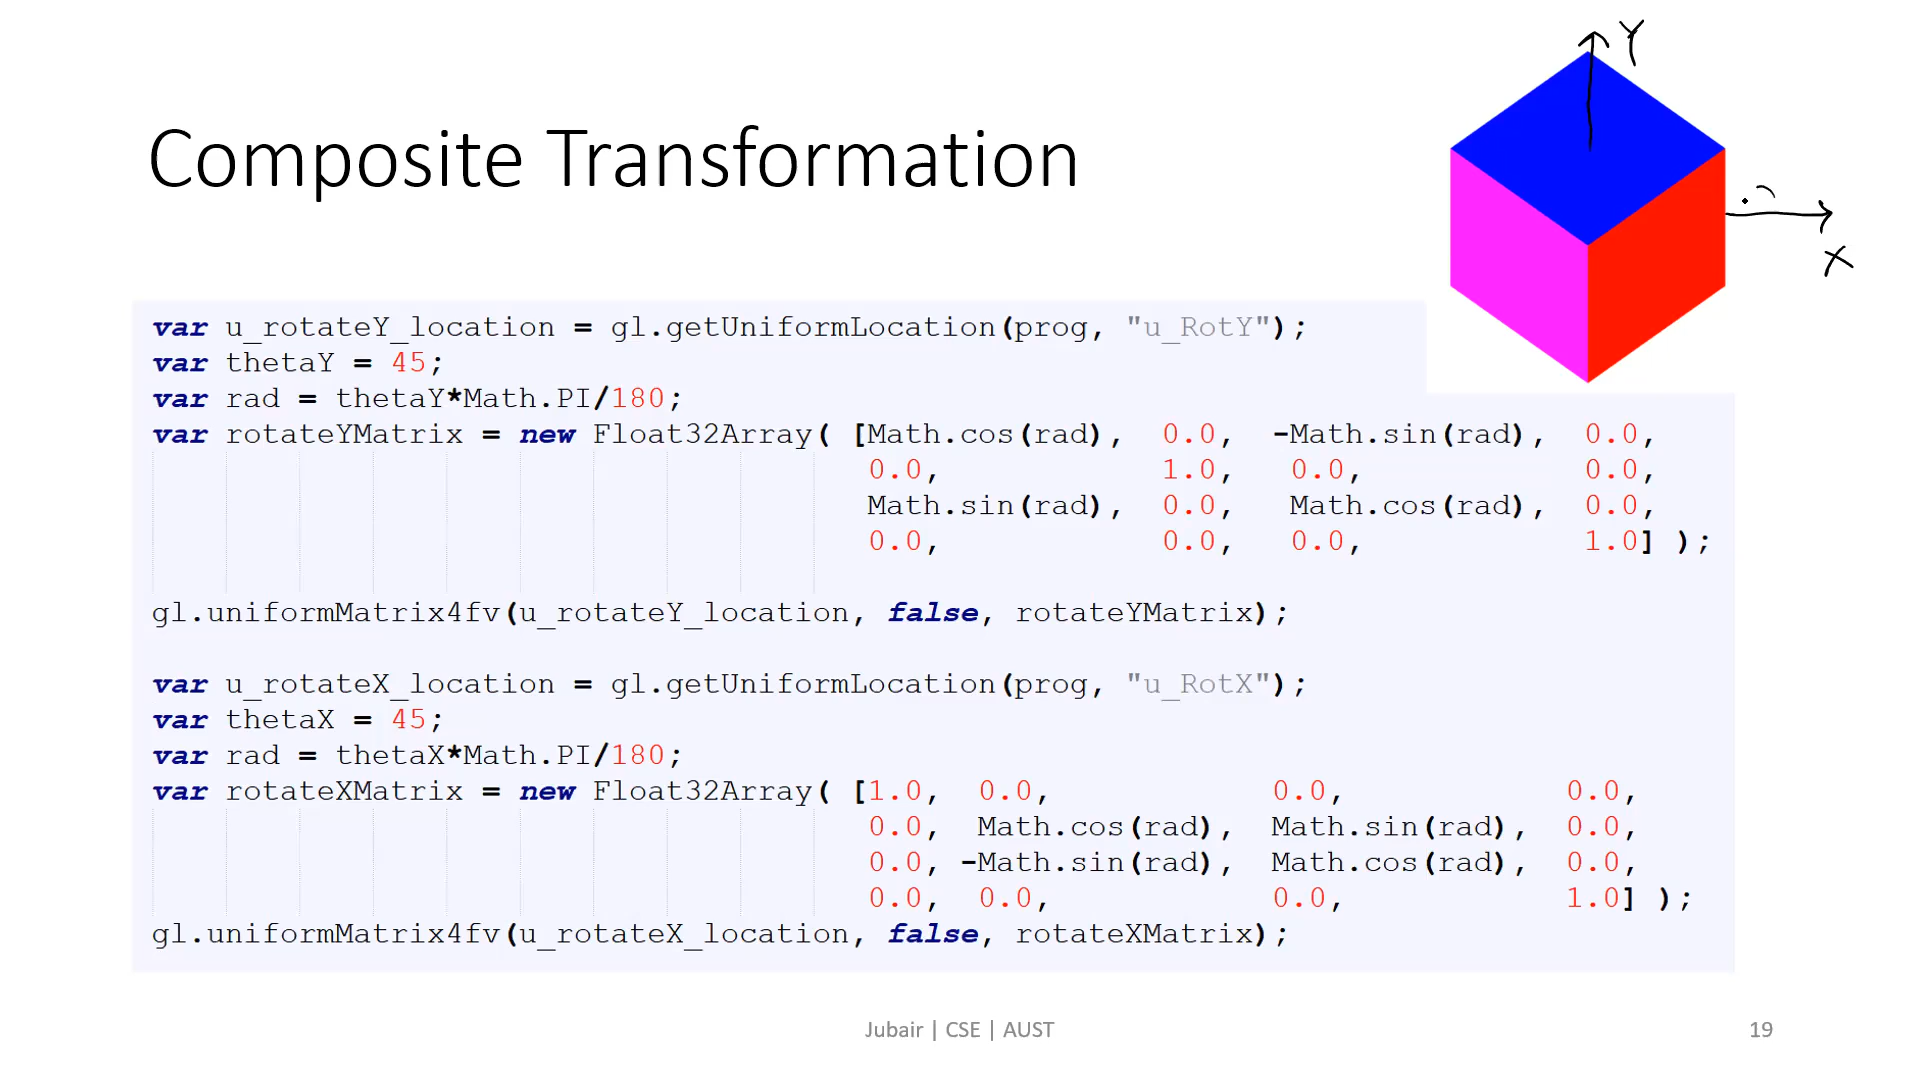 Y
Composite Transformation
X
var u_rotateY_location = gl.getUniformLocation(prog, "u_RotY");
var thetaY = 45;
var rad = thetaY*Math.PI/180;
var rotateYMatrix = new Float32Array( [Math.cos(rad), 0.0, -Math.sin(rad), 0.0,
0.0, 1.0, 0.0, 0.0,
Math.sin(rad), 0.0, Math.cos(rad), 0.0,
0.0, 0.0, 0.0, 1.0] );
gl.uniformMatrix4fv(u_rotateY_location, false, rotateYMatrix);
var u_rotateX_location = gl.getUniformLocation(prog, "u_RotX");
var thetaX = 45;
var rad = thetaX*Math.PI/180;
var rotateXMatrix = new Float32Array( [1.0, 0.0, 0.0, 0.0,
0.0, Math.cos(rad), Math.sin(rad), 0.0,
0.0, -Math.sin(rad), Math.cos(rad), 0.0,
0.0, 0.0, 0.0, 1.0] );
gl.uniformMatrix4fv(u_rotateX_location, false, rotateXMatrix);
Jubair | CSE | AUST
19